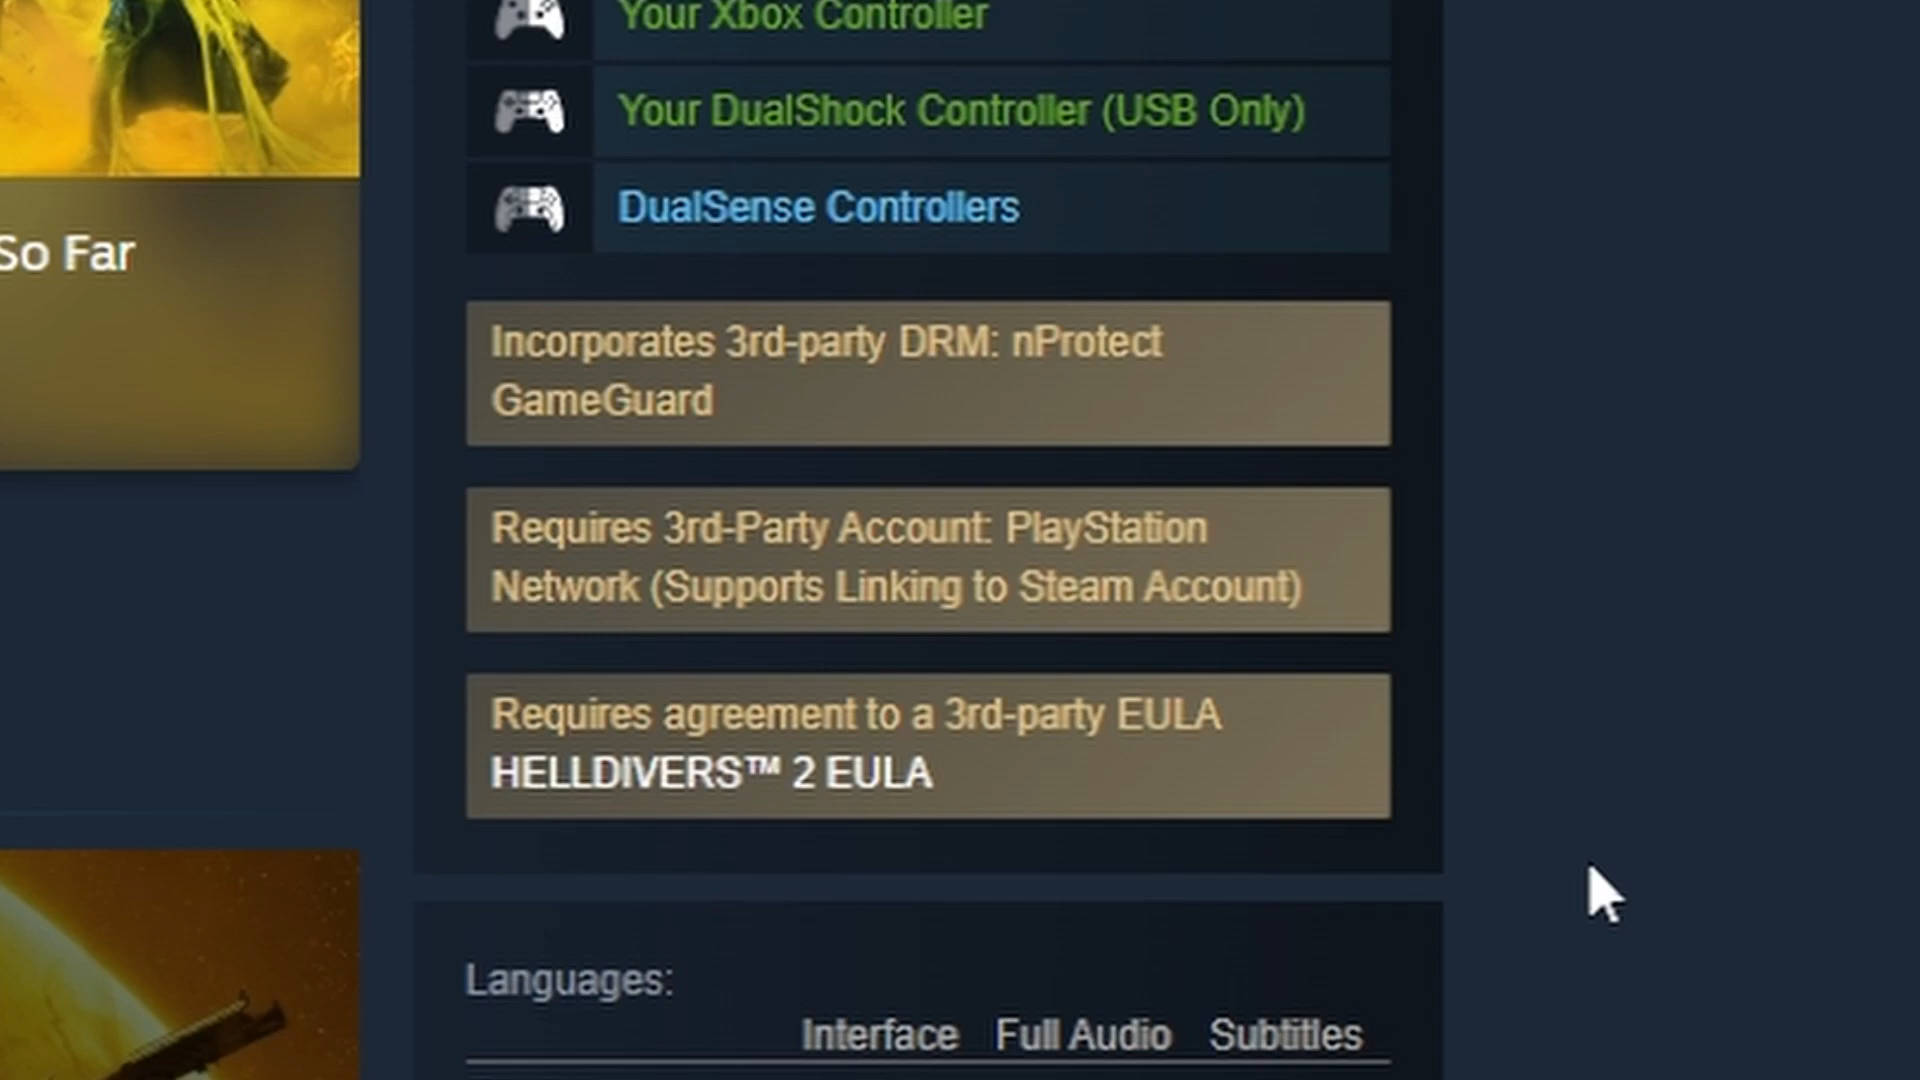 Your Xbox Controller
Your DualShock Controller (USB Only)
DualSense Controllers
So Far
Incorporates 3rd-party DRM: nProtect
GameGuard
Requires 3rd-Party Account: PlayStation
Network (Supports Linking to Steam Account)
Requires agreement to a 3rd-party EULA
HELLDIVERS™ 2 EULA
Languages:
Interface Full Audio Subtitles